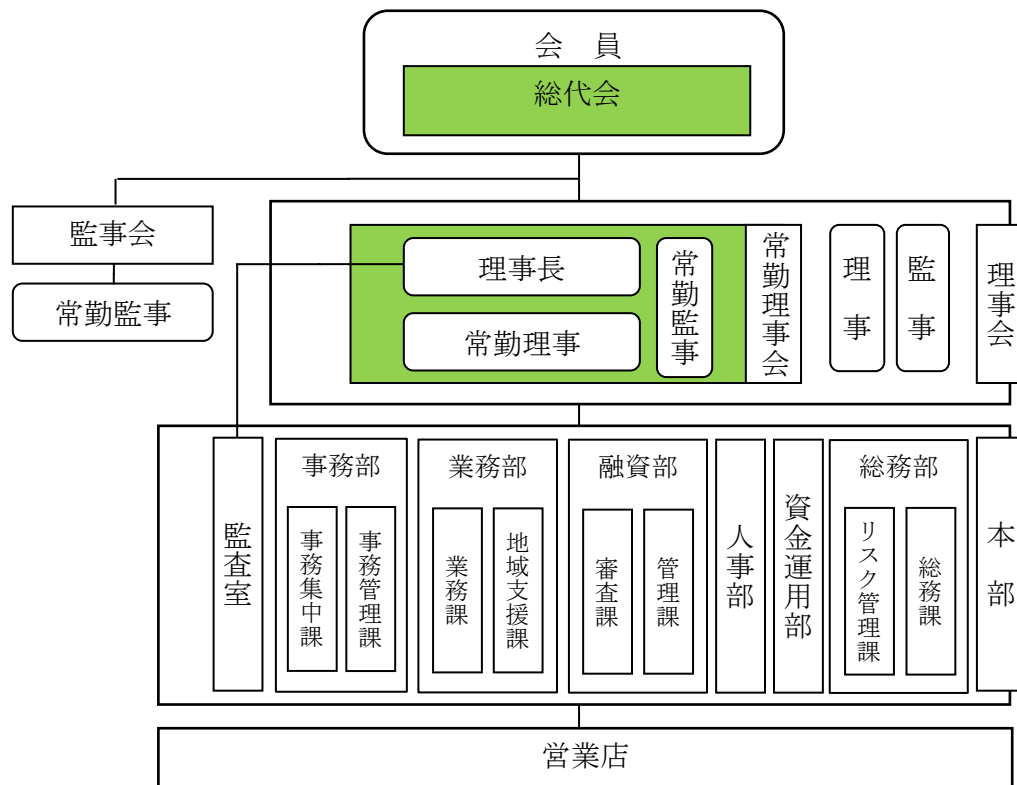 会 員
総代会
監事会
常勤監事
理事長
常勤理事
常勤監事
常勤理事会
理 事
監 事
理事会
監査室
事務部
事務集中課
事務管理課
業務部
業務課
地域支援課
融資部
審査課
管理課
人事部
資金運用部
総務部
リスク管理課
総務課
本 部
営業店